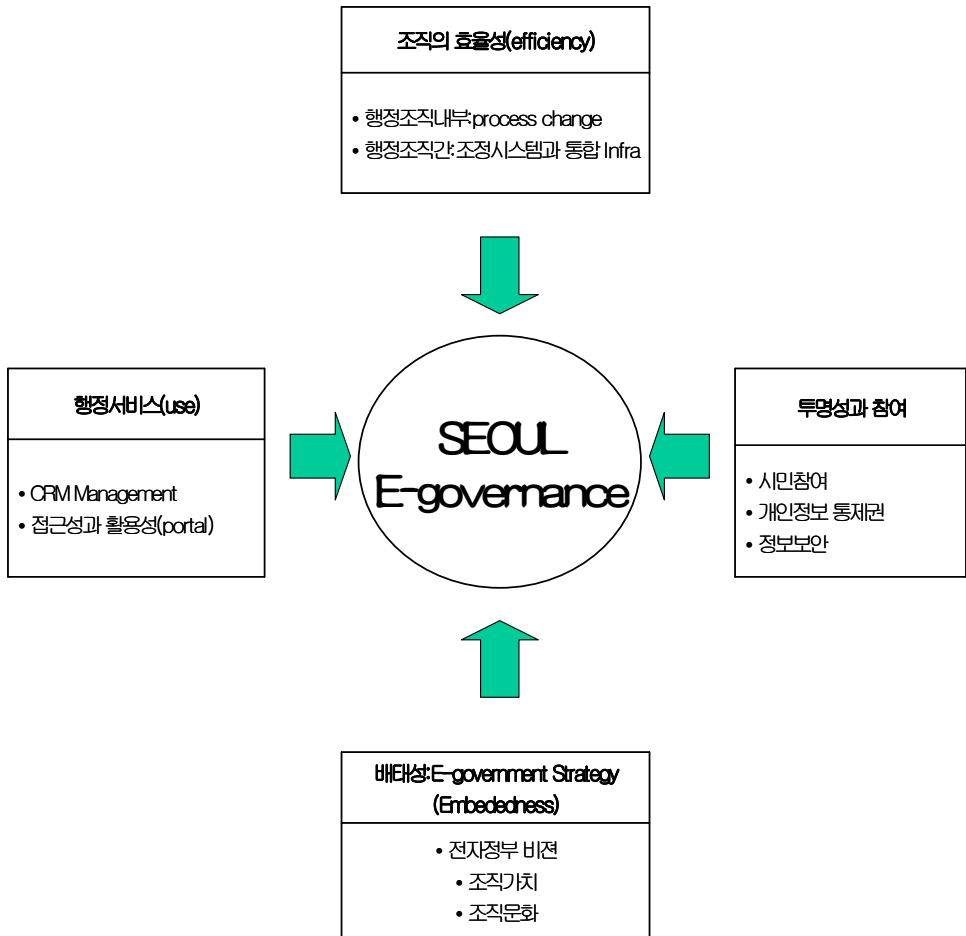 조직의 효율성(efficiency)
• 행정조직내부:process change
• 행정조직간:조정시스템과 통합 Infra
행정서비스(use)
• CRM Management
• 접근성과 활용성(portal)
SEOUL
E-governance
투명성과 참여
• 시민참여
• 개인정보 통제권
• 정보보안
배태성:E-government Strategy
(Embededness)
• 전자정부 비젼
• 조직가치
• 조직문화